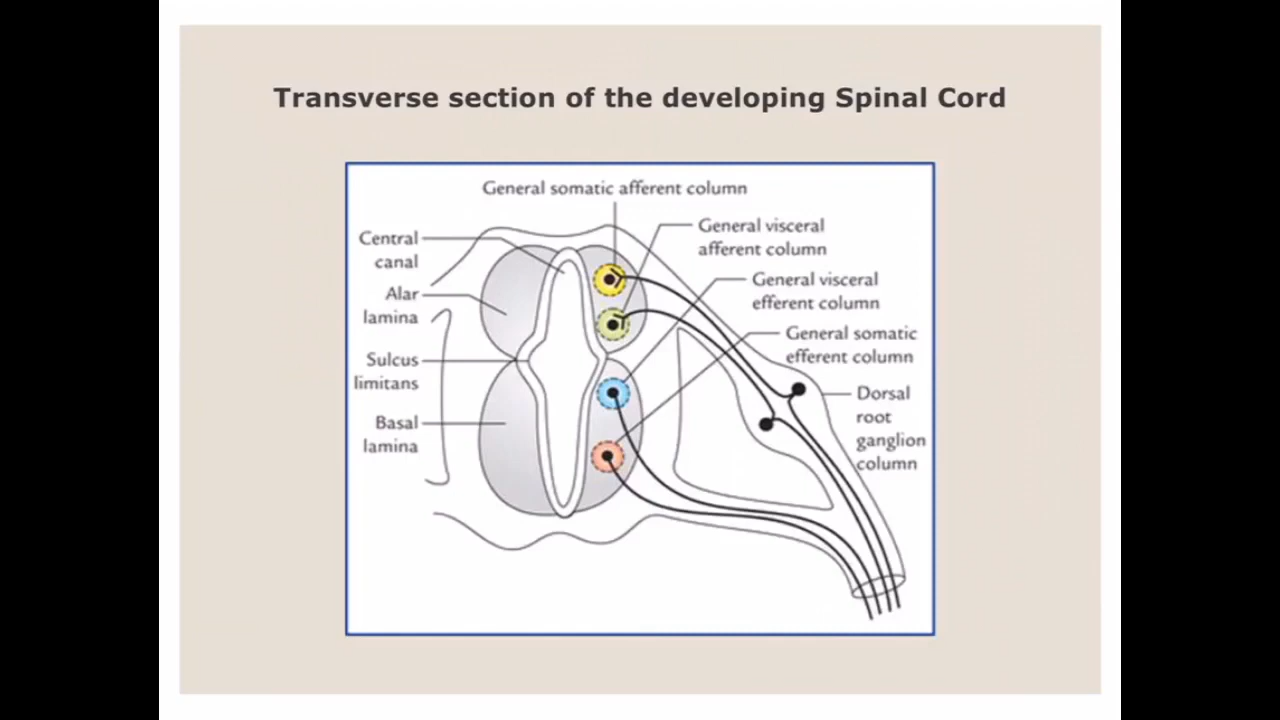 Transverse section of the developing Spinal Cord
General somatic afferent column
Central
canal
Alar
lamina
Sulcus
limitans
Basal
lamina
General visceral
afferent column
General visceral
efferent column
General somatic
efferent column
Dorsal
root
ganglion
column